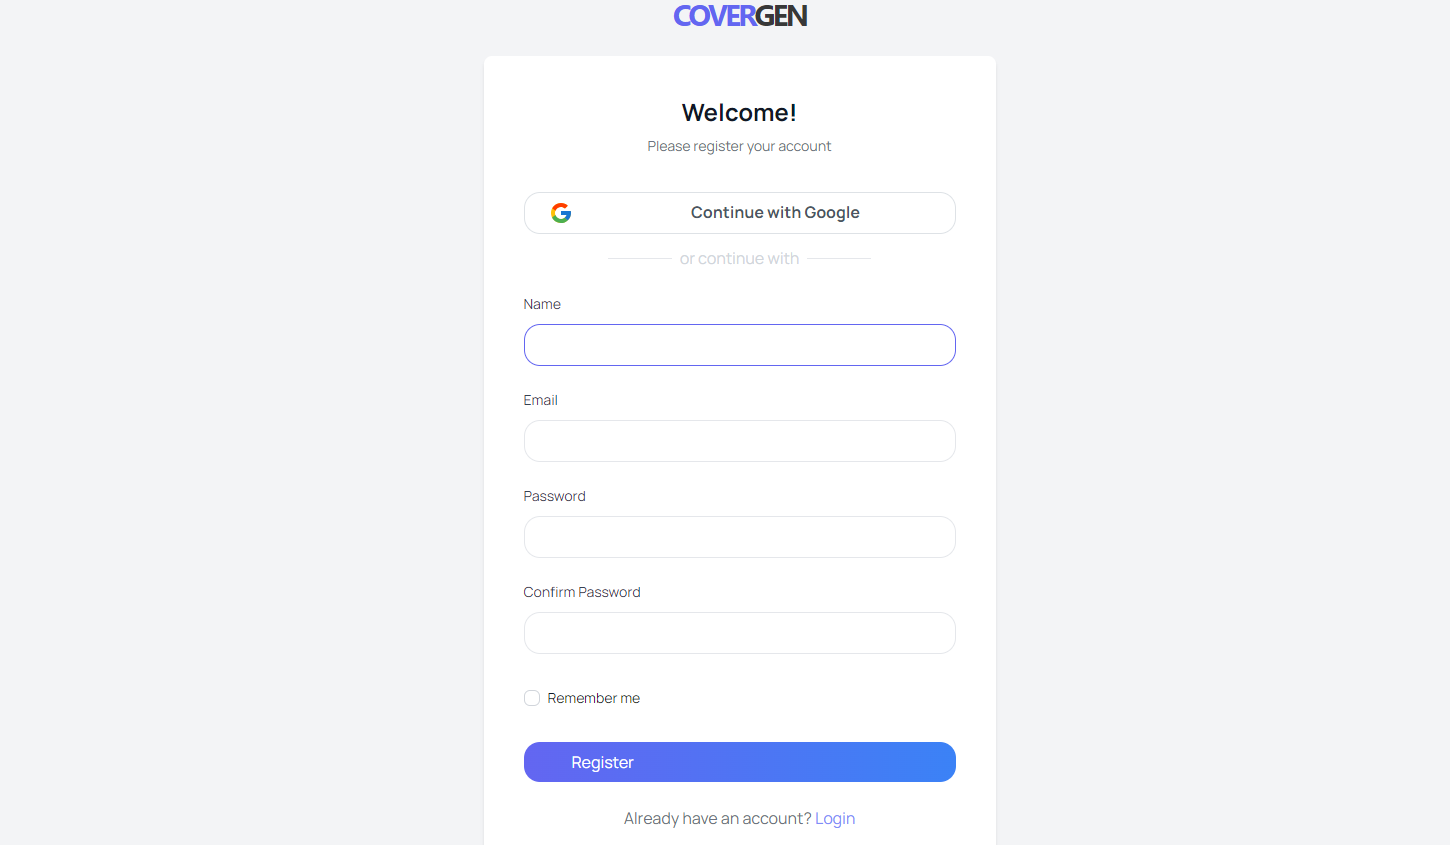 COVERGEN
Welcome!
Please register your account
Continue with Google
or continue with
Name
Email
Password
Confirm Password
Remember me
Register
Already have an account? Login